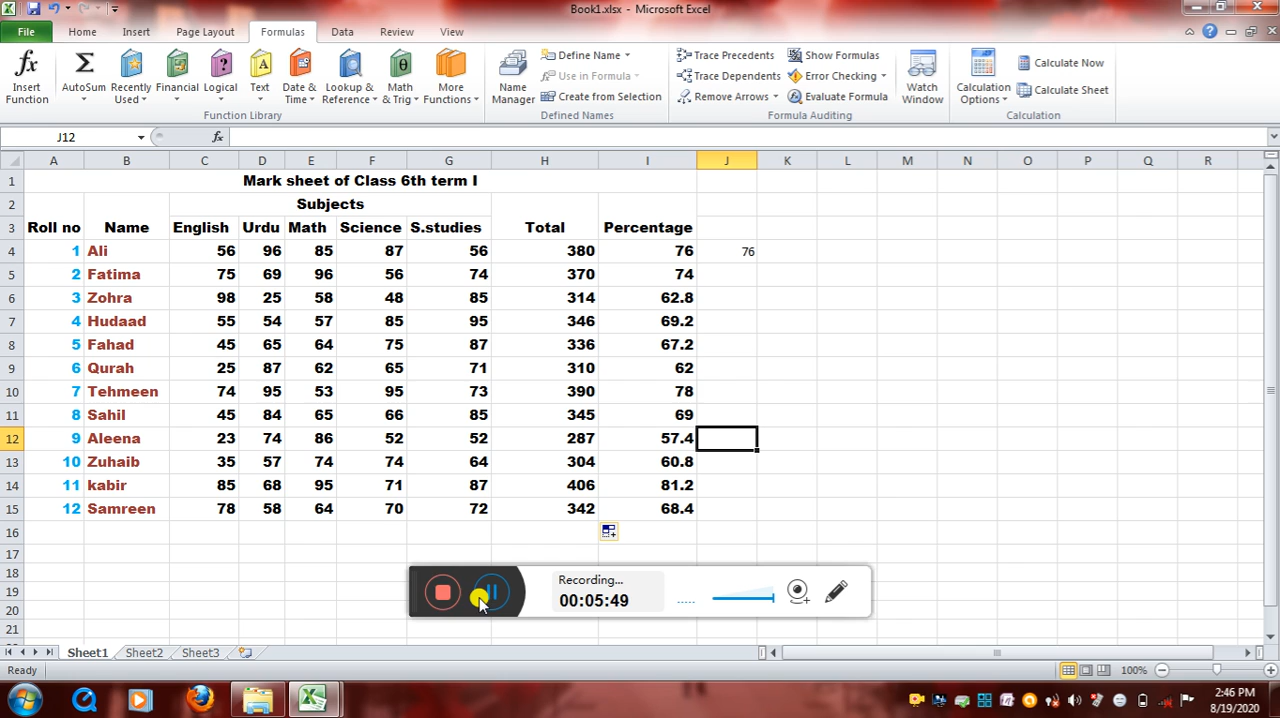 Book1.xlsx - Microsoft Excel
File Home Insert Page Layout Formulas Data Review View
Insert Function
AutoSum
Recently Used
Financial
Logical
Text
Date & Time
Lookup & Reference
Math & Trig
More Functions
Function Library
Name Manager
Define Name
Use in Formula
Create from Selection
Defined Names
Trace Precedents
Trace Dependents
Remove Arrows
Show Formulas
Error Checking
Evaluate Formula
Formula Auditing
Watch Window
Calculation Options
Calculate Now
Calculate Sheet
Calculation
J12 fx
A B C D E F G H I J K L M N O P Q R
1 Mark sheet of Class 6th term I
2 Subjects
3 Roll no Name English Urdu Math Science S.studies Total Percentage
4 1 Ali 56 96 85 87 56 380 76 76
5 2 Fatima 75 69 96 56 74 370 74
6 3 Zohra 98 25 58 48 85 314 62.8
7 4 Hudaad 55 54 57 85 95 346 69.2
8 5 Fahad 45 65 64 75 87 336 67.2
9 6 Qurah 25 87 62 65 71 310 62
10 7 Tehmeen 74 95 53 95 73 390 78
11 8 Sahil 45 84 65 66 85 345 69
12 9 Aleena 23 74 86 52 52 287 57.4
13 10 Zuhaib 35 57 74 74 64 304 60.8
14 11 kabir 85 68 95 71 87 406 81.2
15 12 Samreen 78 58 64 70 72 342 68.4
16
17
18
19
20
21
Recording...
00:05:49
Sheet1 Sheet2 Sheet3
Ready 100%
2:46 PM
8/19/2020